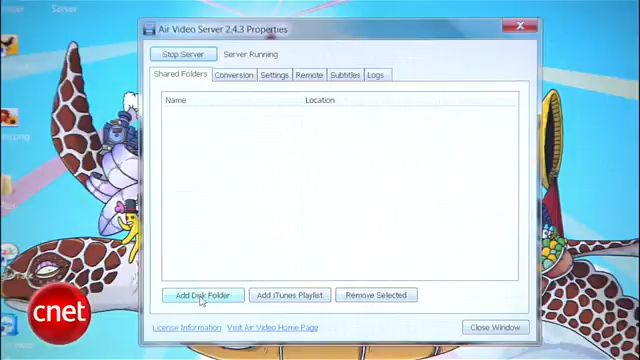 Server
Air Video Server 2.4.3 Properties
Stop Server
Server Running
Shared Folders
Conversion
Settings
Remote
Subtitles
Logs
Name
Location
Add Disk Folder
Add iTunes Playlist
Remove Selected
License Information
Visit Air Video Home Page
Close Window
cnet